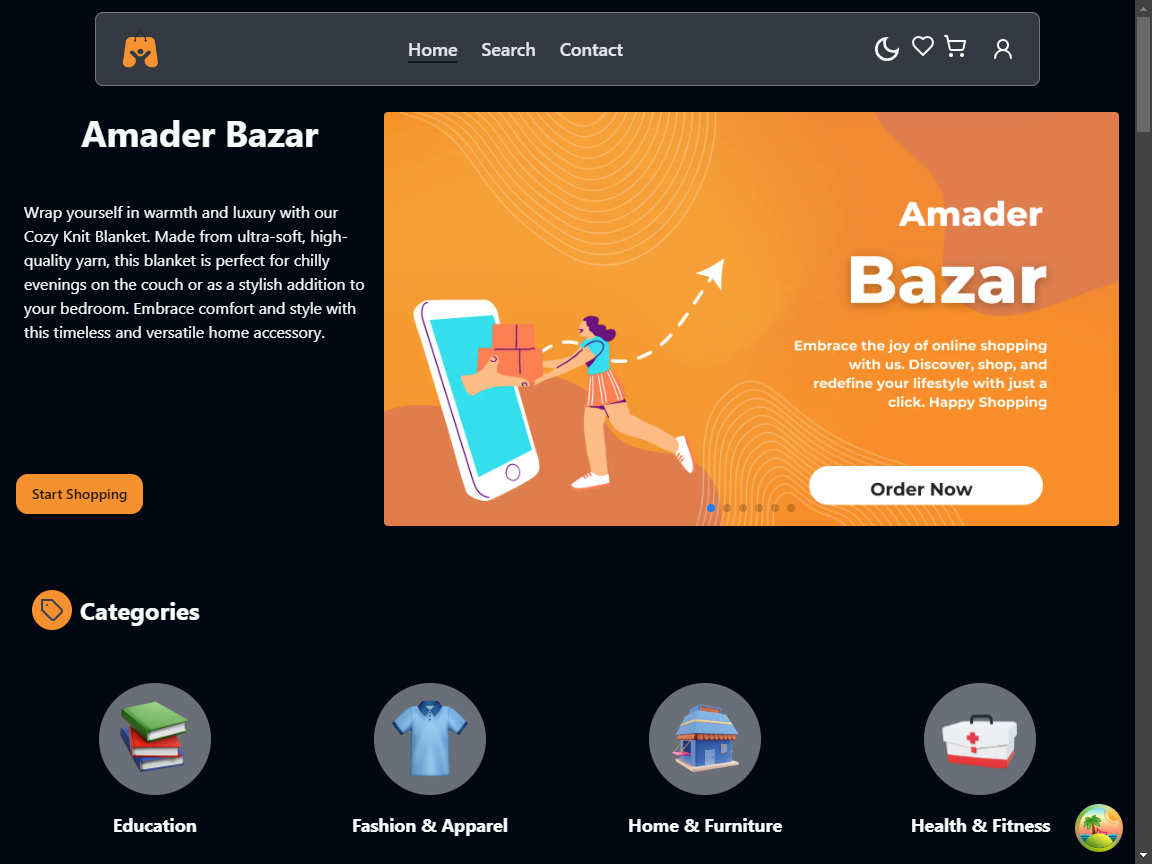 Home Search Contact
Amader Bazar
Wrap yourself in warmth and luxury with our
Cozy Knit Blanket. Made from ultra-soft, high-
quality yarn, this blanket is perfect for chilly
evenings on the couch or as a stylish addition to
your bedroom. Embrace comfort and style with
this timeless and versatile home accessory.
Start Shopping
Amader
Bazar
Embrace the joy of online shopping
with us. Discover, shop, and
redefine your lifestyle with just a
click. Happy Shopping
Order Now
Categories
Education
Fashion & Apparel
Home & Furniture
Health & Fitness